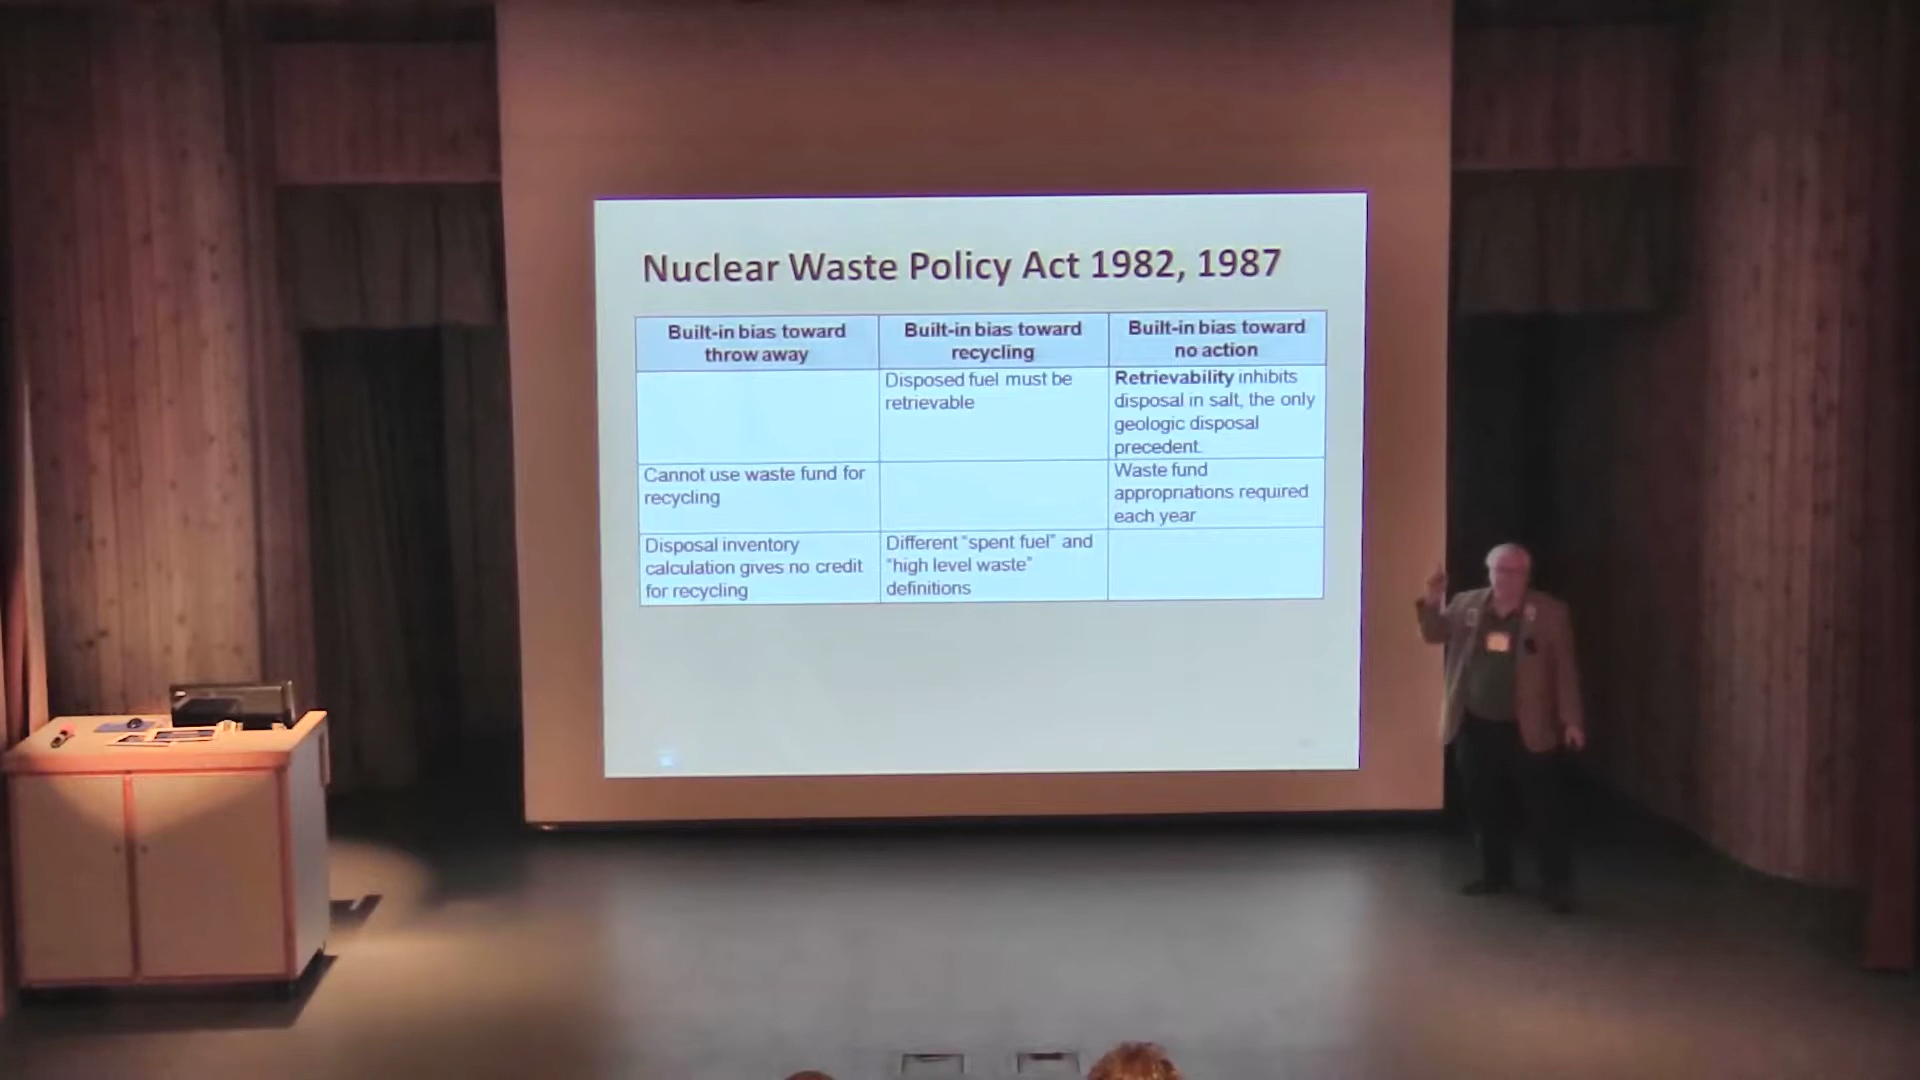 Nuclear Waste Policy Act 1982, 1987
Built-in bias toward
throw away
Built-in bias toward
recycling
Built-in bias toward
no action
Disposed fuel must be
retrievable
Retrievability inhibits
disposal in salt, the only
geologic disposal
precedent.
Cannot use waste fund for
recycling
Waste fund
appropriations required
each year
Disposal inventory
calculation gives no credit
for recycling
Different "spent fuel" and
"high level waste"
definitions